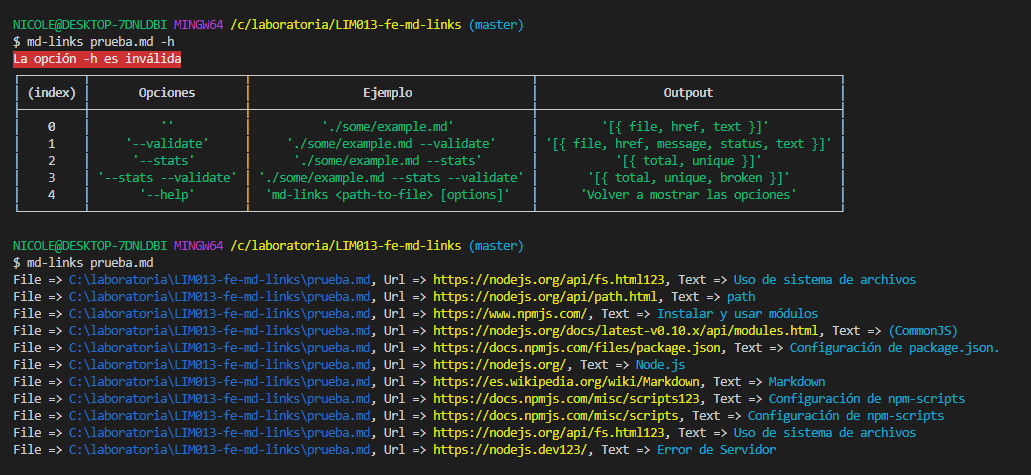 NICOLE@DESKTOP-7DNLDBI MINGW64 /c/laboratoria/LIM013-fe-md-links (master)
$ md-links prueba.md -h
La opción -h es inválida
(index) Opciones Ejemplo Outpout
0 '' './some/example.md' '[{ file, href, text }]'
1 '--validate' './some/example.md --validate' '[{ file, href, message, status, text }]'
2 '--stats' './some/example.md --stats' '[{ total, unique }]'
3 '--stats --validate' './some/example.md --stats --validate' '[{ total, unique, broken }]'
4 '--help' 'md-links <path-to-file> [options]' 'Volver a mostrar las opciones'
NICOLE@DESKTOP-7DNLDBI MINGW64 /c/laboratoria/LIM013-fe-md-links (master)
$ md-links prueba.md
File => C:\laboratoria\LIM013-fe-md-links\prueba.md, Url => https://nodejs.org/api/fs.html123, Text => Uso de sistema de archivos
File => C:\laboratoria\LIM013-fe-md-links\prueba.md, Url => https://nodejs.org/api/path.html, Text => path
File => C:\laboratoria\LIM013-fe-md-links\prueba.md, Url => https://www.npmjs.com/, Text => Instalar y usar módulos
File => C:\laboratoria\LIM013-fe-md-links\prueba.md, Url => https://nodejs.org/docs/latest-v0.10.x/api/modules.html, Text => (CommonJS)
File => C:\laboratoria\LIM013-fe-md-links\prueba.md, Url => https://docs.npmjs.com/files/package.json, Text => Configuración de package.json.
File => C:\laboratoria\LIM013-fe-md-links\prueba.md, Url => https://nodejs.org/, Text => Node.js
File => C:\laboratoria\LIM013-fe-md-links\prueba.md, Url => https://es.wikipedia.org/wiki/Markdown, Text => Markdown
File => C:\laboratoria\LIM013-fe-md-links\prueba.md, Url => https://docs.npmjs.com/misc/scripts123, Text => Configuración de npm-scripts
File => C:\laboratoria\LIM013-fe-md-links\prueba.md, Url => https://docs.npmjs.com/misc/scripts, Text => Configuración de npm-scripts
File => C:\laboratoria\LIM013-fe-md-links\prueba.md, Url => https://nodejs.org/api/fs.html123, Text => Uso de sistema de archivos
File => C:\laboratoria\LIM013-fe-md-links\prueba.md, Url => https://nodejs.dev123/, Text => Error de Servidor